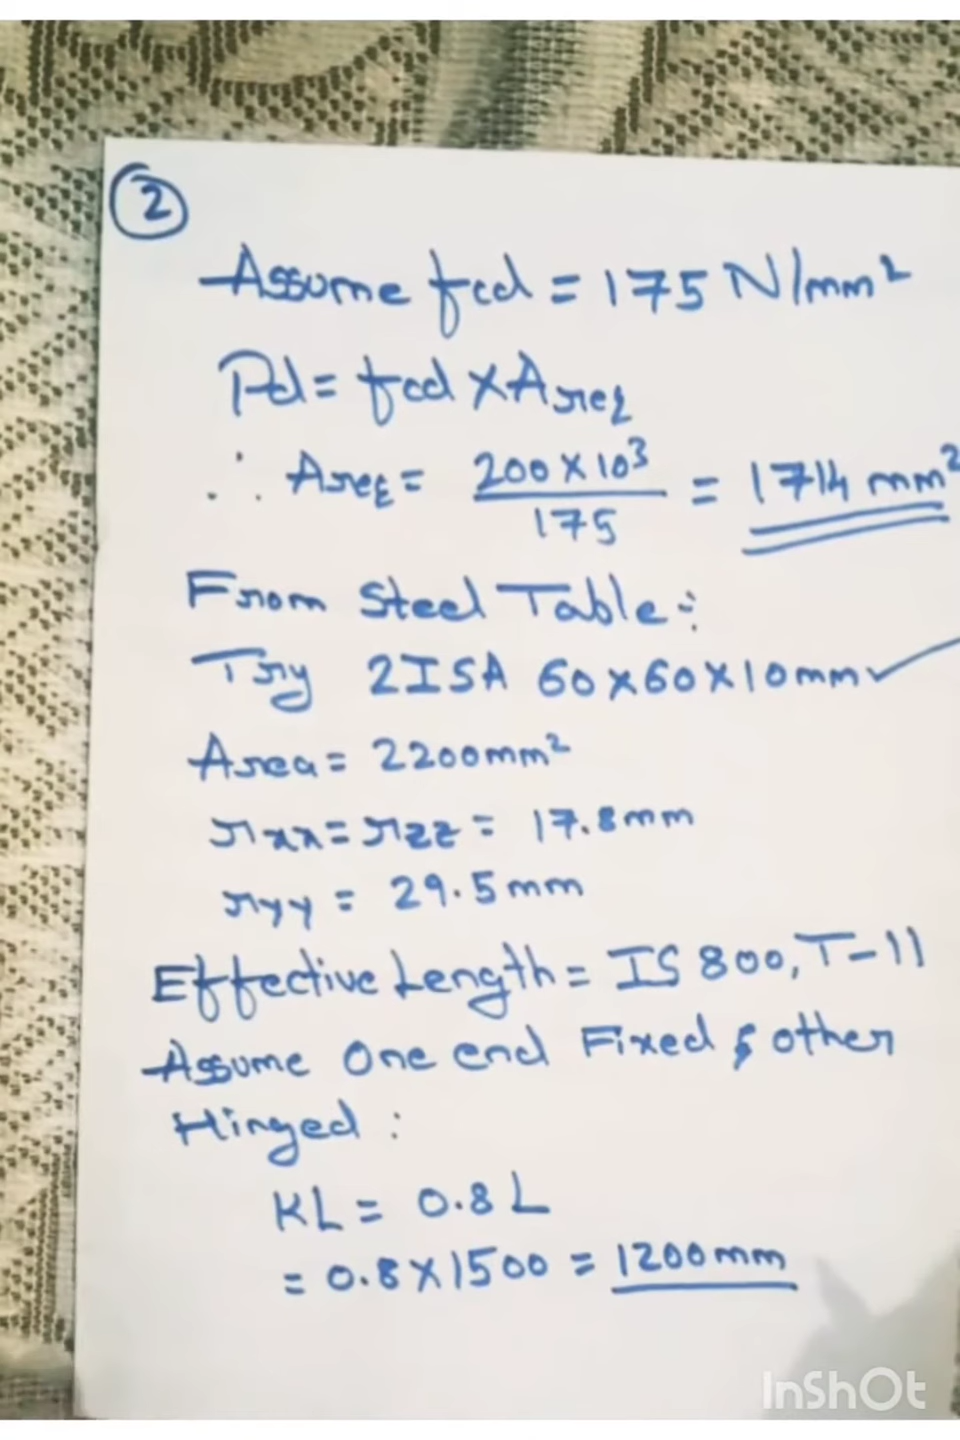 2
Assume fcd = 175 N/mm²
Pd = fcd × Areq
∴ Areq = 200 × 10³ / 175 = 1714 mm²
From Steel Table:
Try 2ISA 60×60×10mm ✓
Area = 2200mm²
rxx = rzz = 17.8mm
ryy = 29.5mm
Effective Length = IS 800, T-11
Assume One end Fixed & other
Hinged :
KL = 0.8 L
= 0.8 × 1500 = 1200mm
InShOt